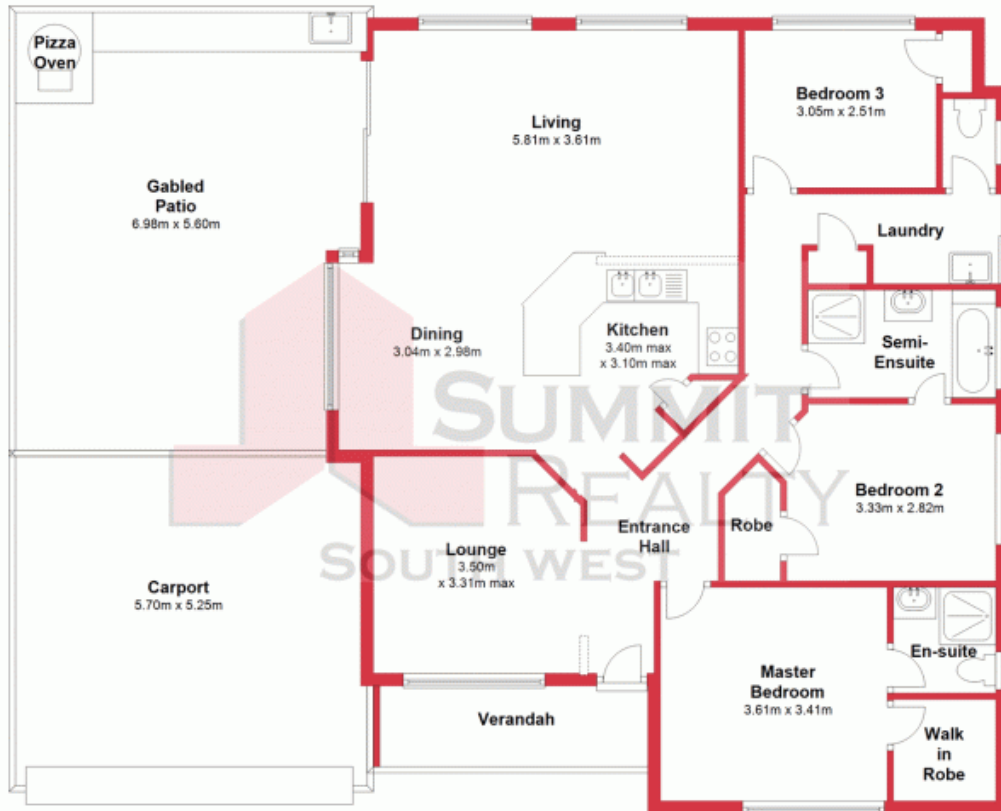 Pizza
Oven
Gabled
Patio
6.98m x 5.60m
Living
5.81m x 3.61m
Bedroom 3
3.05m x 2.51m
Laundry
Dining
3.04m x 2.98m
Kitchen
3.40m max
x 3.10m max
Semi-
Ensuite
SUMMIT
REALTY
SOUTH WEST
Bedroom 2
3.33m x 2.82m
Robe
Entrance
Hall
Lounge
3.50m
x 3.31m max
Carport
5.70m x 5.25m
En-suite
Master
Bedroom
3.61m x 3.41m
Verandah
Walk
in
Robe